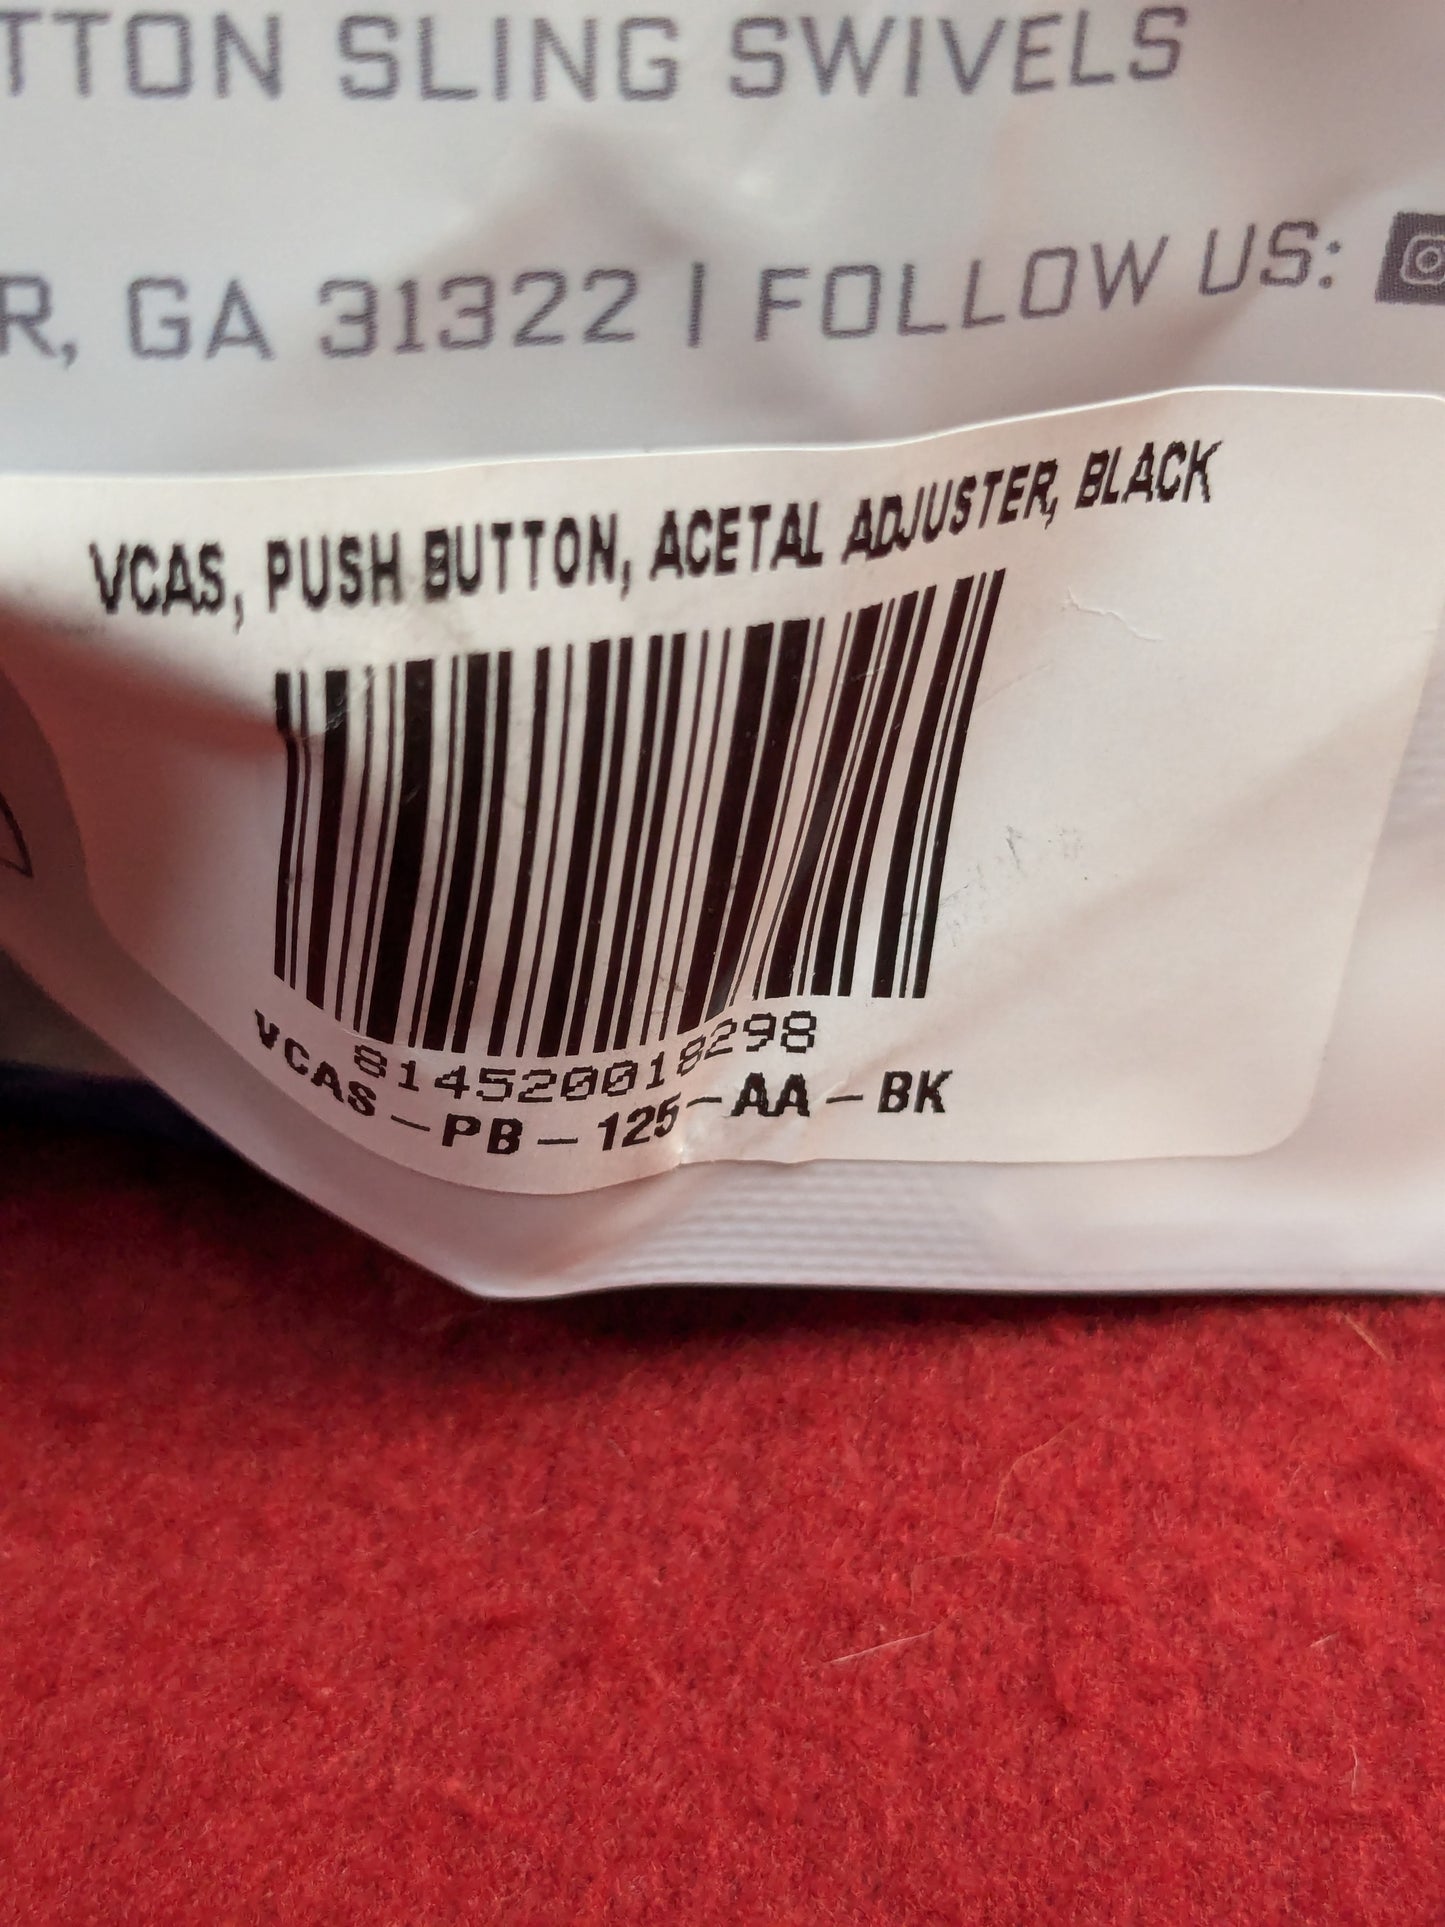 TTON SLING SWIVELS
R, GA 31322 | FOLLOW US:
VCAS, PUSH BUTTON, ACETAL ADJUSTER, BLACK
814520018298
VCAS-PB-125-AA-BK